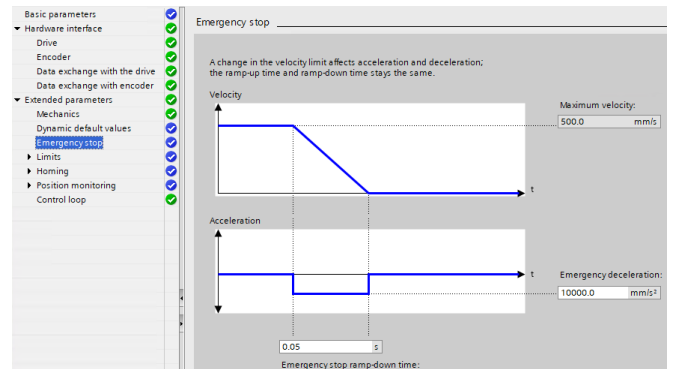 Basic parameters
Hardware interface
Drive
Encoder
Data exchange with the drive
Data exchange with encoder
Extended parameters
Mechanics
Dynamic default values
Emergency stop
Limits
Homing
Position monitoring
Control loop
Emergency stop
A change in the velocity limit affects acceleration and deceleration;
the ramp-up time and ramp-down time stays the same.
Velocity
Maximum velocity:
500.0 mm/s
t
Acceleration
t
Emergency deceleration:
10000.0 mm/s²
0.05 s
Emergency stop ramp-down time: